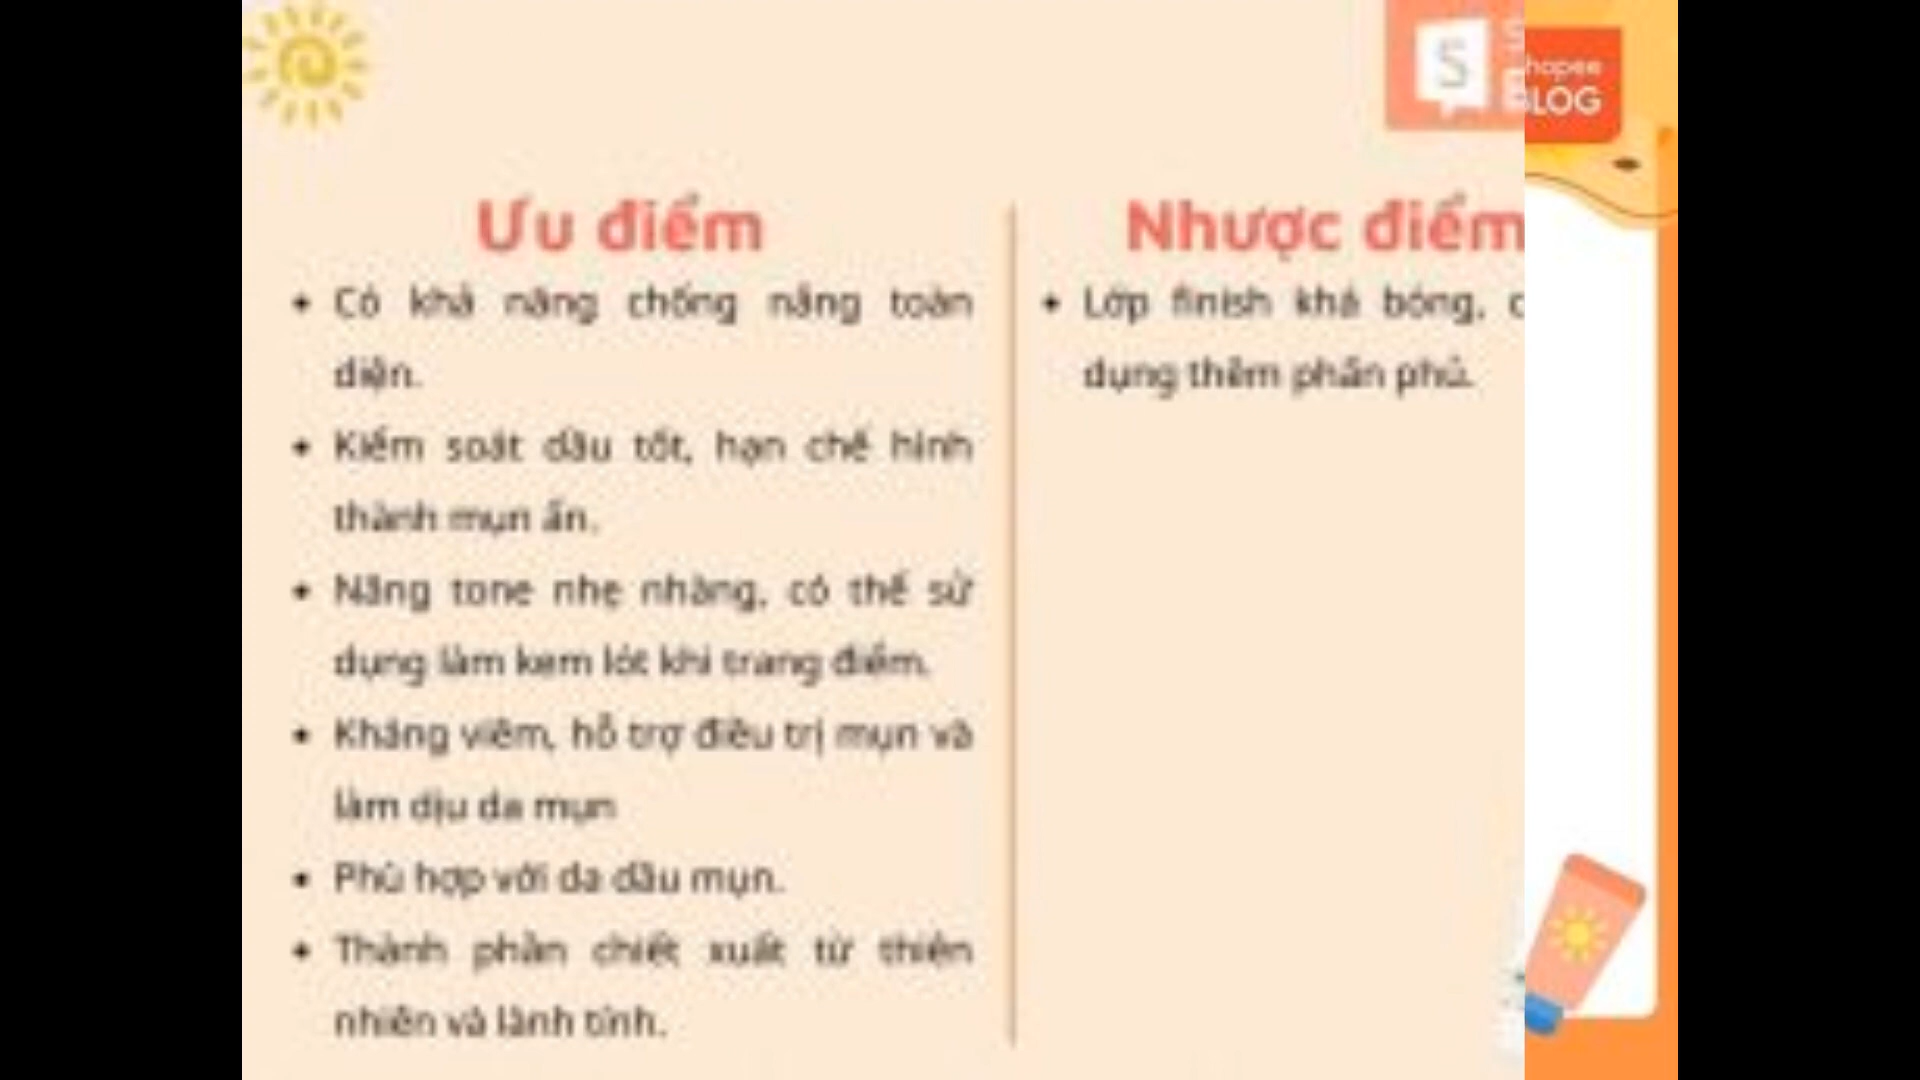 S
hopee
BLOG
Ưu điểm
Nhược điểm
• Có khả năng chống nắng toàn
diện.
• Kiểm soát dầu tốt, hạn chế hình
thành mụn ẩn.
• Nâng tone nhẹ nhàng, có thể sử
dụng làm kem lót khi trang điểm.
• Kháng viêm, hỗ trợ điều trị mụn và
làm dịu da mụn
• Phù hợp với da dầu mụn.
• Thành phần chiết xuất từ thiên
nhiên và lành tính.
• Lớp finish khá bóng,
dụng thêm phấn phủ.